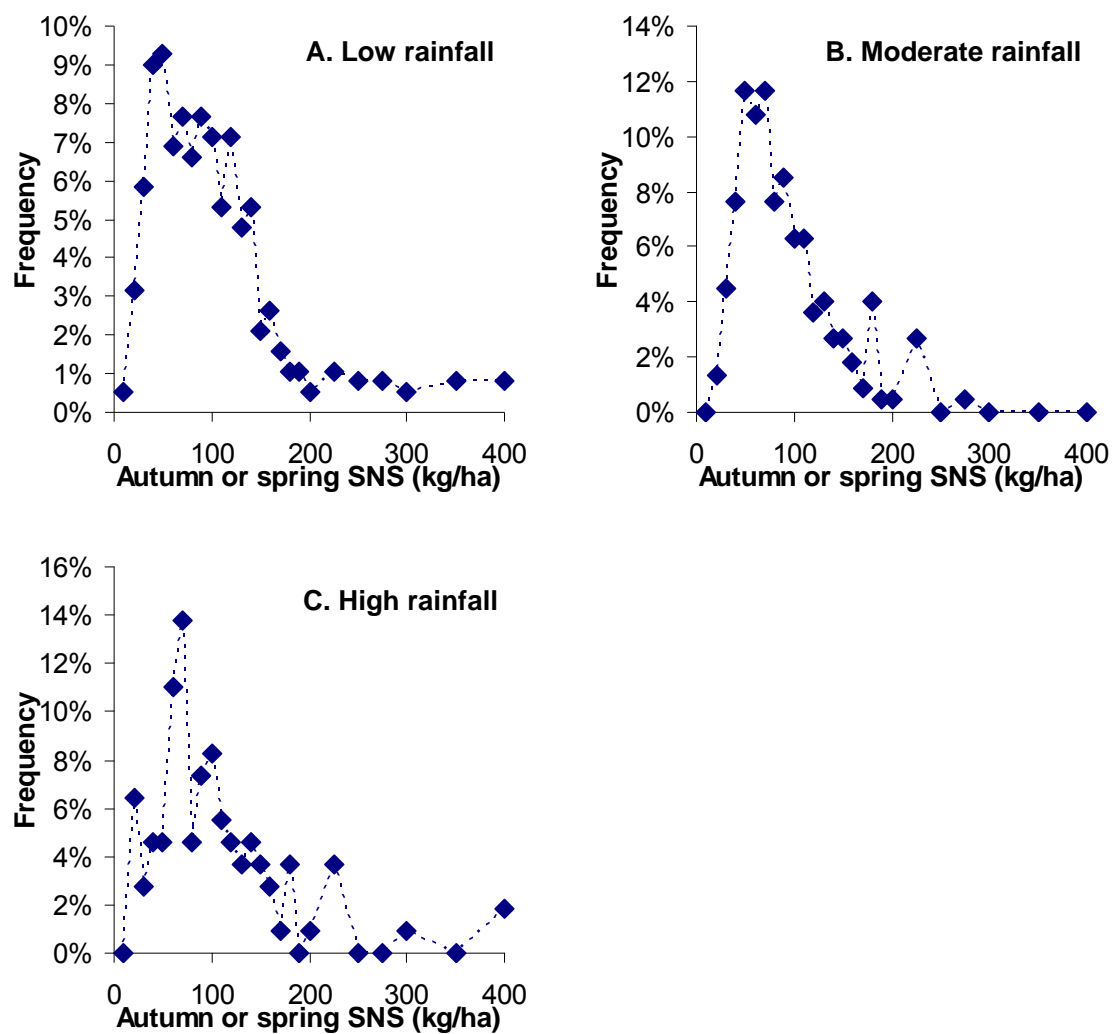 A. Low rainfall
10%
9%
8%
7%
6%
5%
4%
3%
2%
1%
0%
Frequency
0 100 200 300 400
Autumn or spring SNS (kg/ha)
B. Moderate rainfall
14%
12%
10%
8%
6%
4%
2%
0%
Frequency
0 100 200 300 400
Autumn or spring SNS (kg/ha)
C. High rainfall
16%
14%
12%
10%
8%
6%
4%
2%
0%
Frequency
0 100 200 300 400
Autumn or spring SNS (kg/ha)